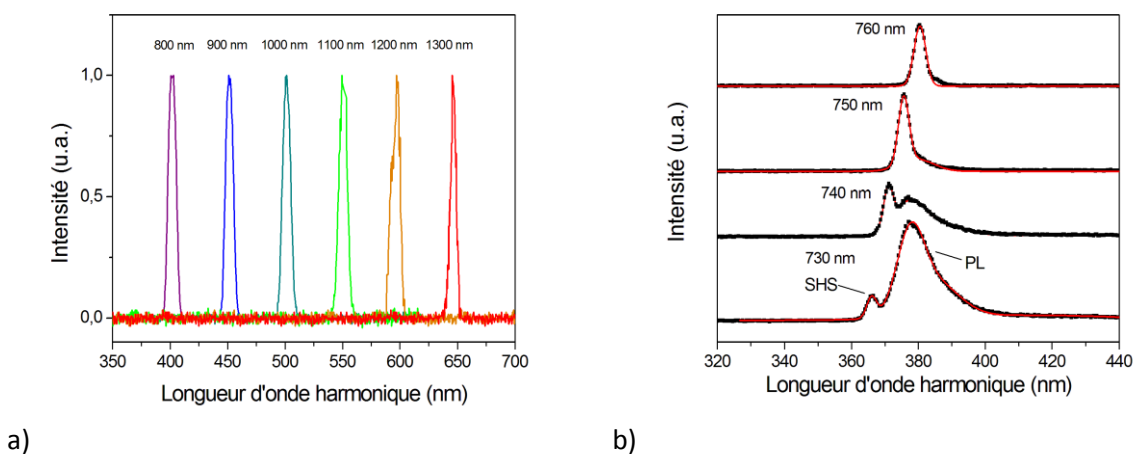 800 nm 900 nm 1000 nm 1100 nm 1200 nm 1300 nm
1,0
0,5
0,0
Intensité (u.a.)
350 400 450 500 550 600 650 700
Longueur d'onde harmonique (nm)
a)
760 nm
750 nm
740 nm
730 nm
SHS
PL
Intensité (u.a.)
320 340 360 380 400 420 440
Longueur d'onde harmonique (nm)
b)